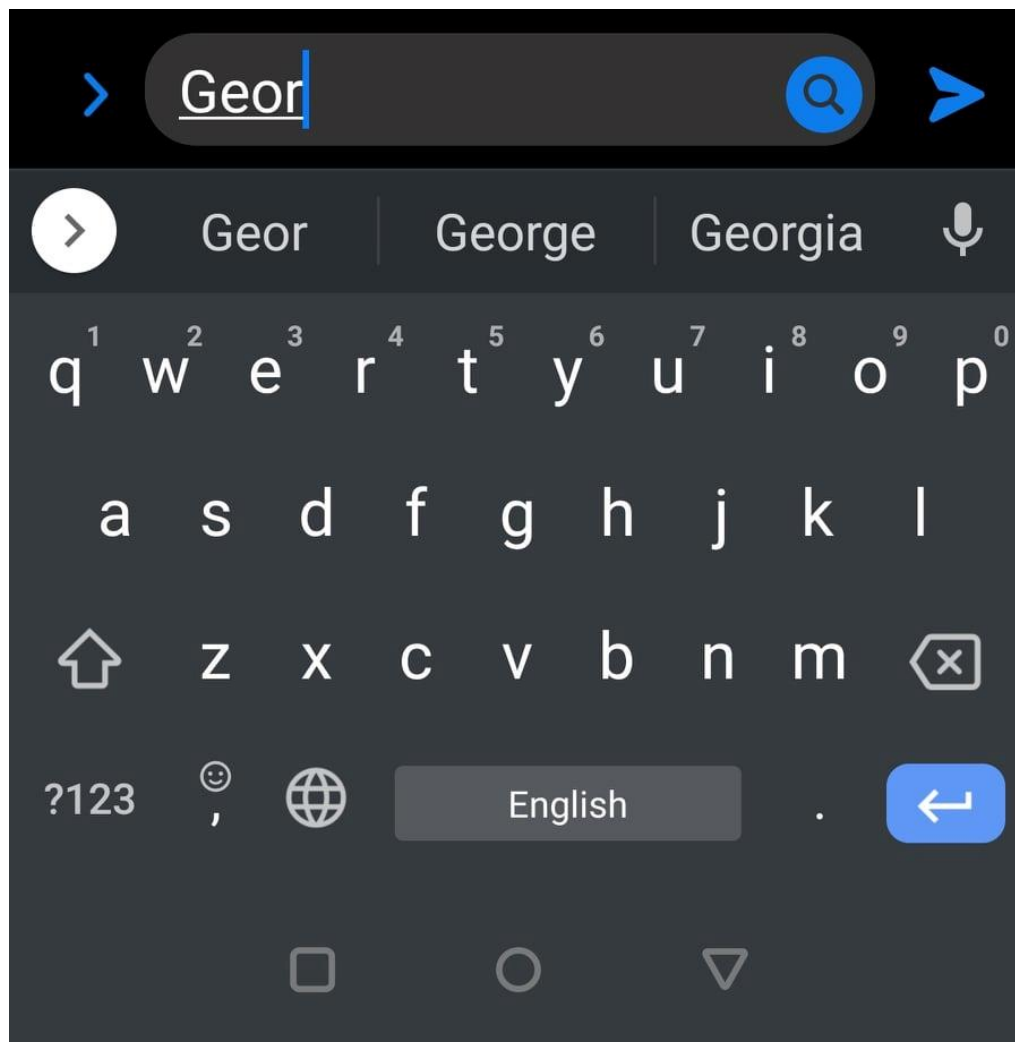 Geor
Geor George Georgia
1 2 3 4 5 6 7 8 9 0
q w e r t y u i o p
a s d f g h j k l
z x c v b n m
?123 , English .